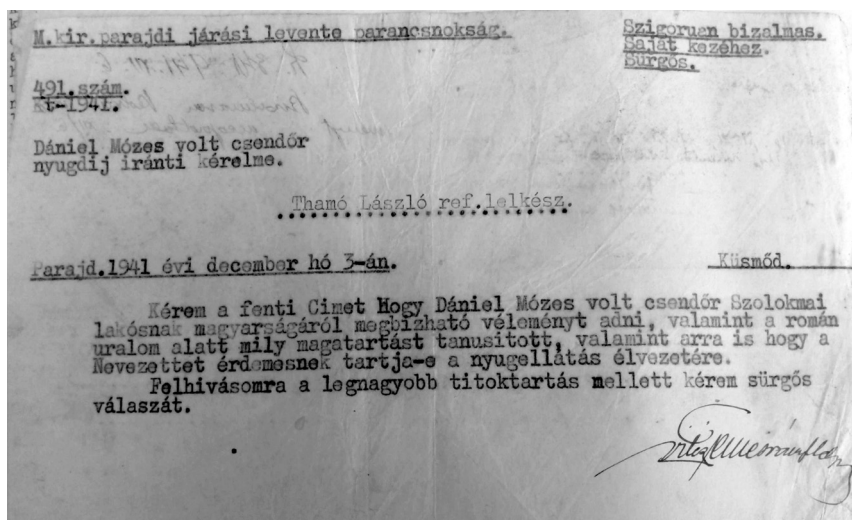 M.kir.parajdi járási levente parancsnokság.
Szigoruan bizalmas.
Saját kezéhez.
Sürgős.
491.szám.
Kt-1941.
Dániel Mózes volt csendőr
nyugdij iránti kérelme.
Thamó László ref.lelkész.
Parajd.1941 évi december hó 3-án.
Küsmőd.
Kérem a fenti Cimet Hogy Dániel Mózes volt csendőr Szolokmai
lakósnak magyarságáról megbizható véleményt adni, valamint a román
uralom alatt mily magatartást tanusitott, valamint arra is hogy a
Nevezettet érdemesnek tartja-e a nyugellátás élvezetére.
Felhivásomra a legnagyobb titoktartás mellett kérem sürgős
válaszát.
vitéz